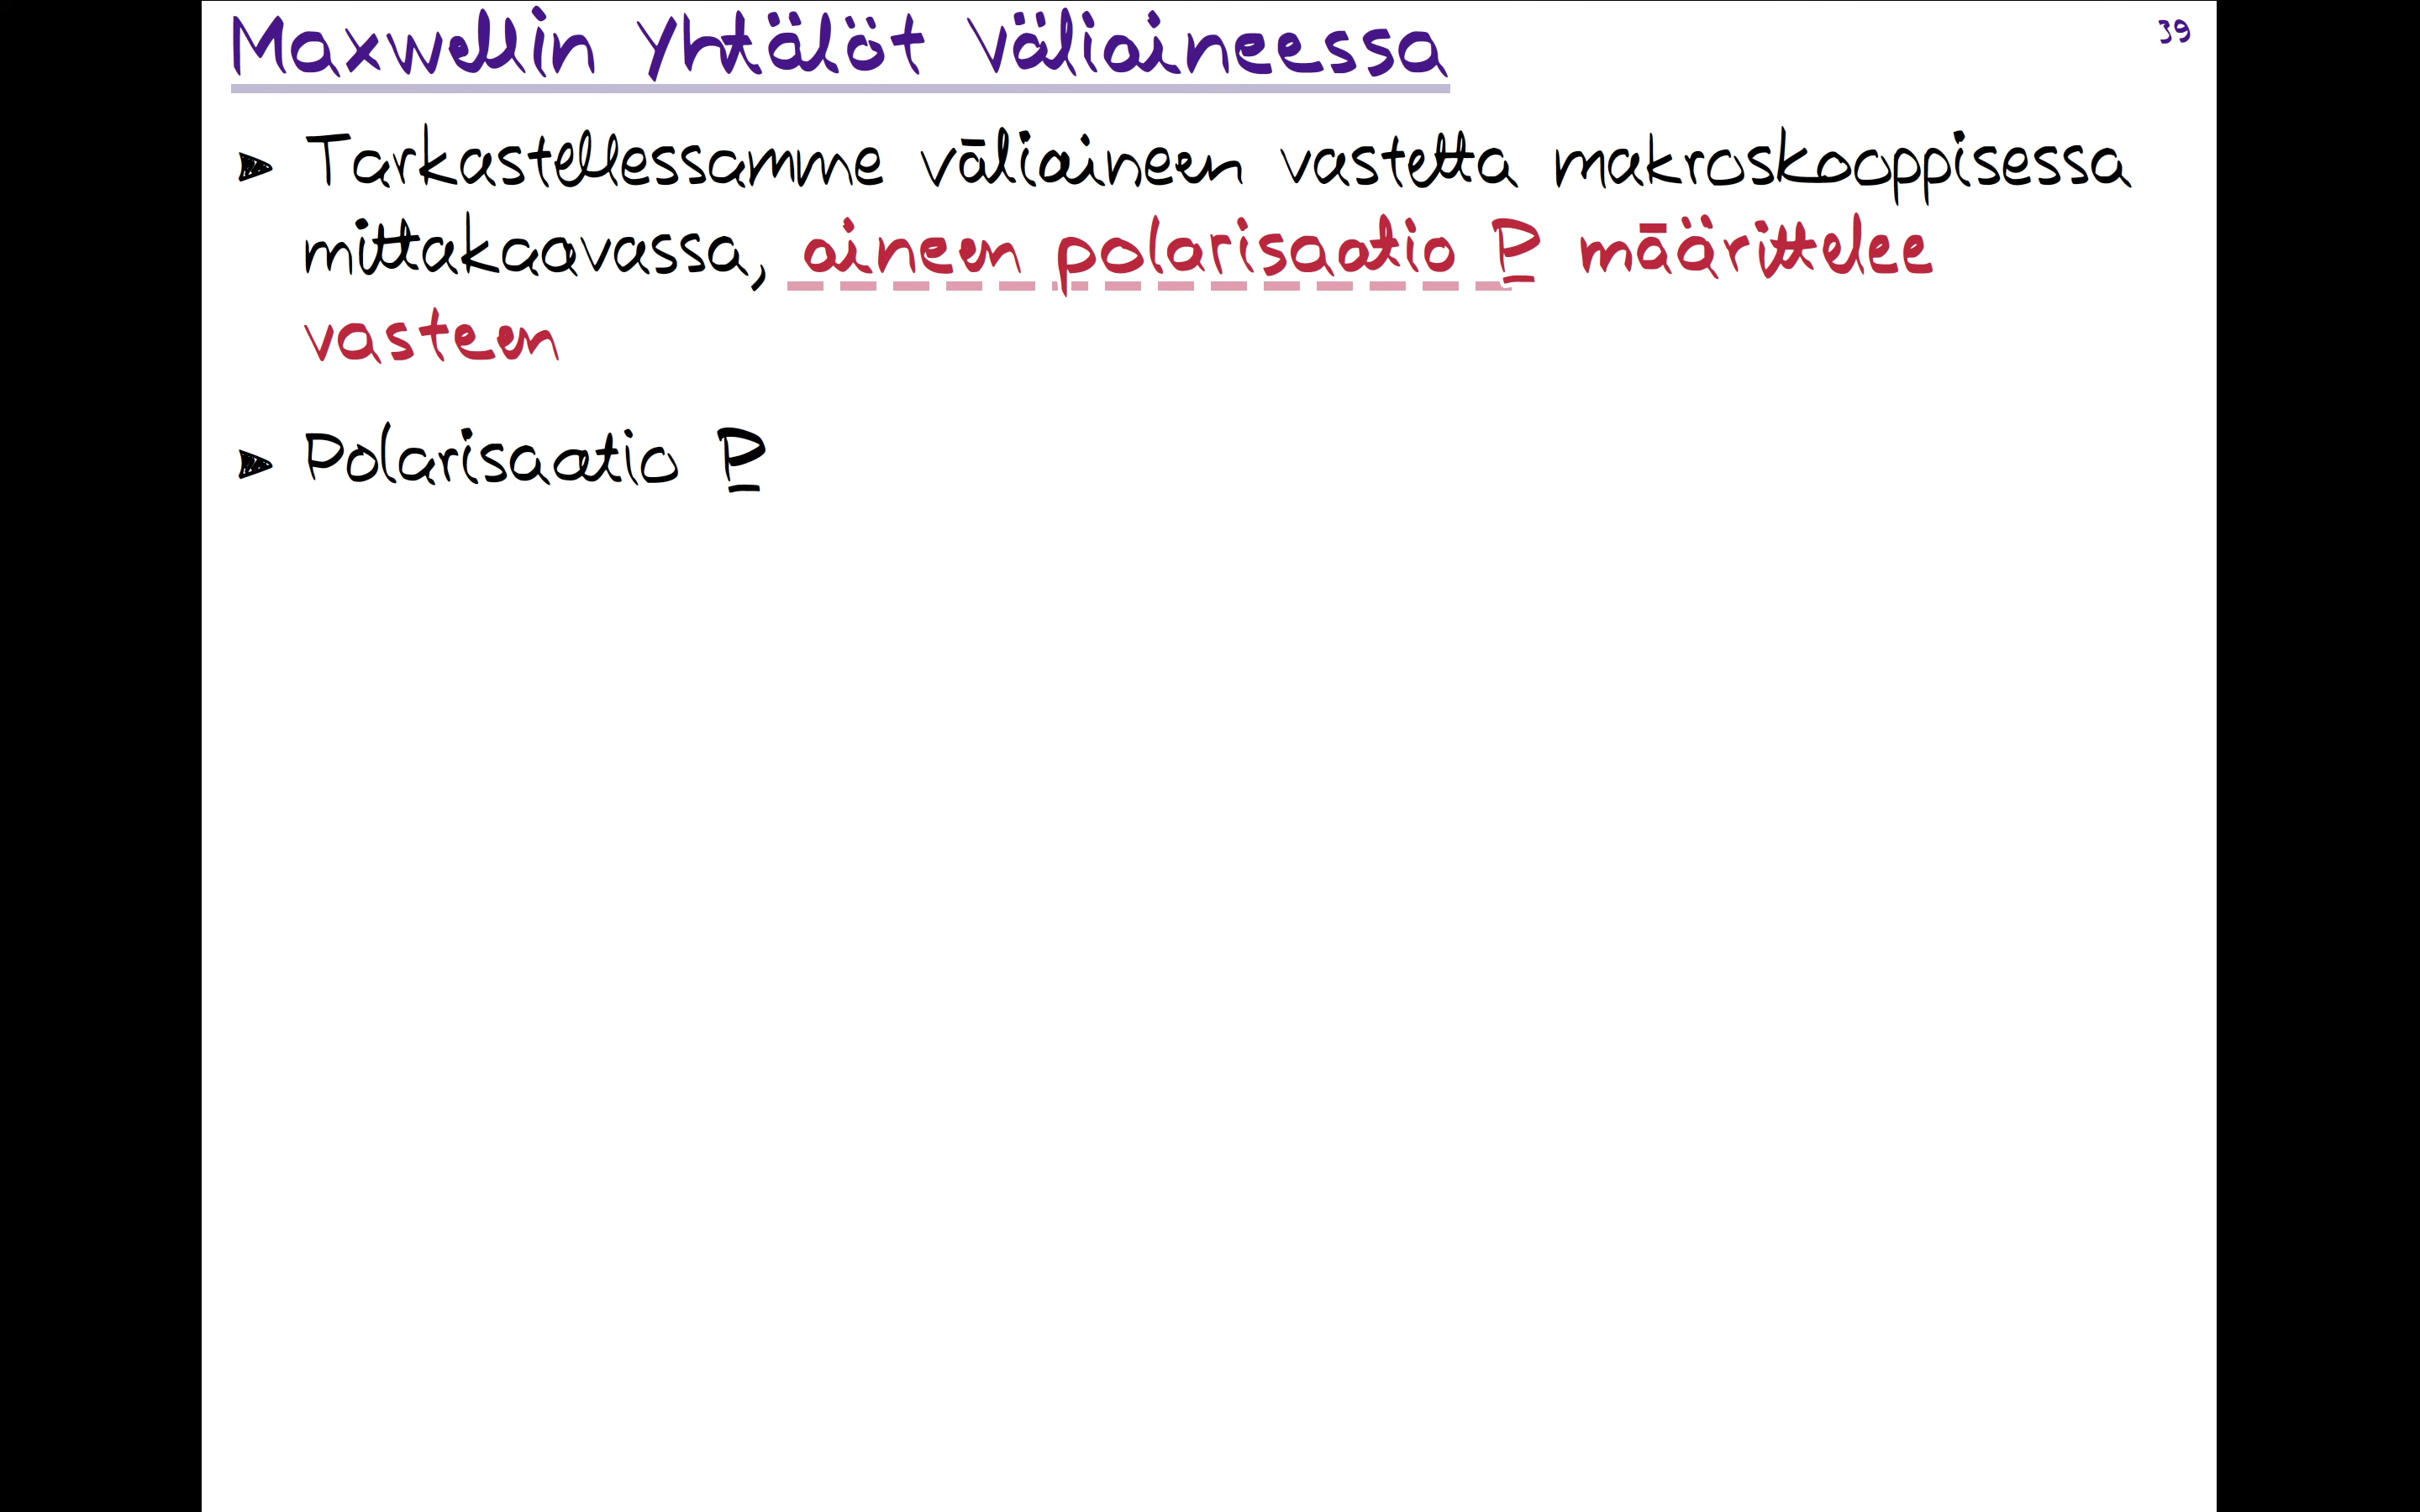 Maxwellin Yhtälöt Väliaineessa
39
▸ Tarkastellessamme väliaineen vastetta makroskooppisessa
mittakaavassa, aineen polarisaatio P määrittelee
vasteen
▸ Polarisaatio P